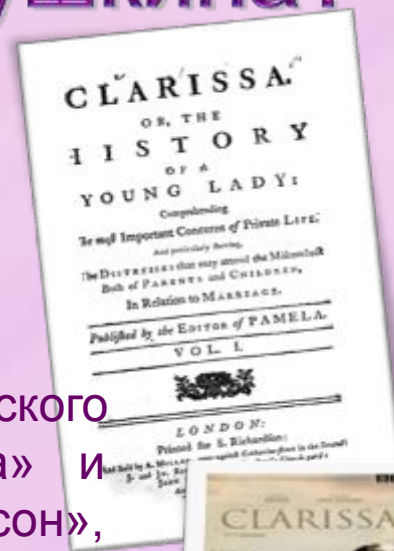 CLARISSA.
OR, THE
HISTORY
OF A
YOUNG LADY:
Comprehending
The most Important Concerns of Private LIFE.
And particularly shewing,
The DISTRESSES that may attend the Misconduct
Both of PARENTS and CHILDREN,
In Relation to MARRIAGE.
Published by the EDITOR of PAMELA.
VOL. I.
LONDON:
Printed for S. Richardson:
ского
а» и
сон»,
CLARISSA